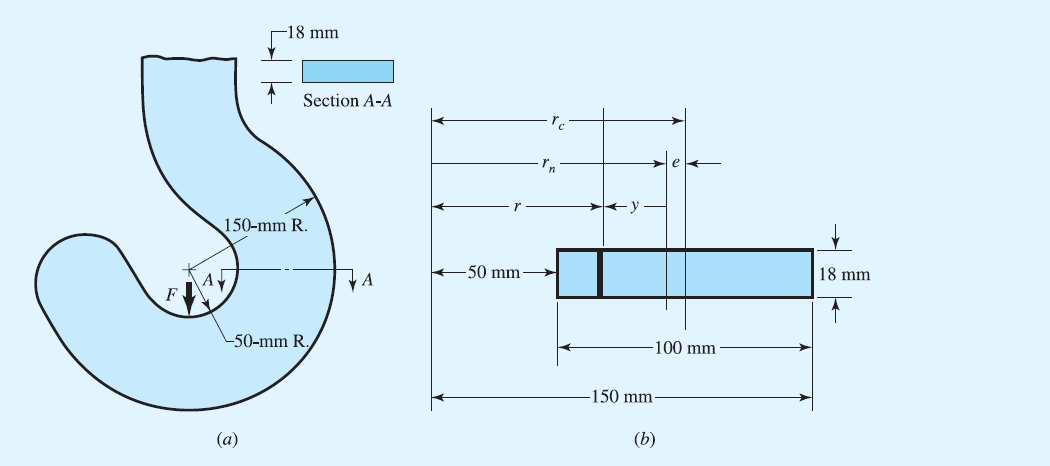 18 mm
Section A-A
150-mm R.
A
A
F
50-mm R.
(a)
r_c
r_n
e
r
y
50 mm
18 mm
100 mm
150 mm
(b)